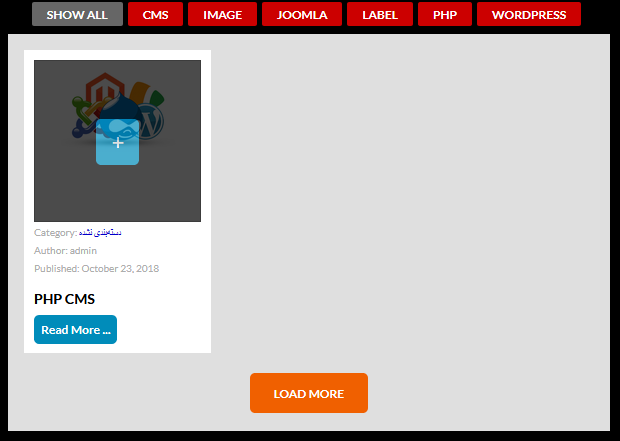 SHOW ALL CMS IMAGE JOOMLA LABEL PHP WORDPRESS
+
Category: دسته‌بندی نشده
Author: admin
Published: October 23, 2018
PHP CMS
Read More ...
LOAD MORE